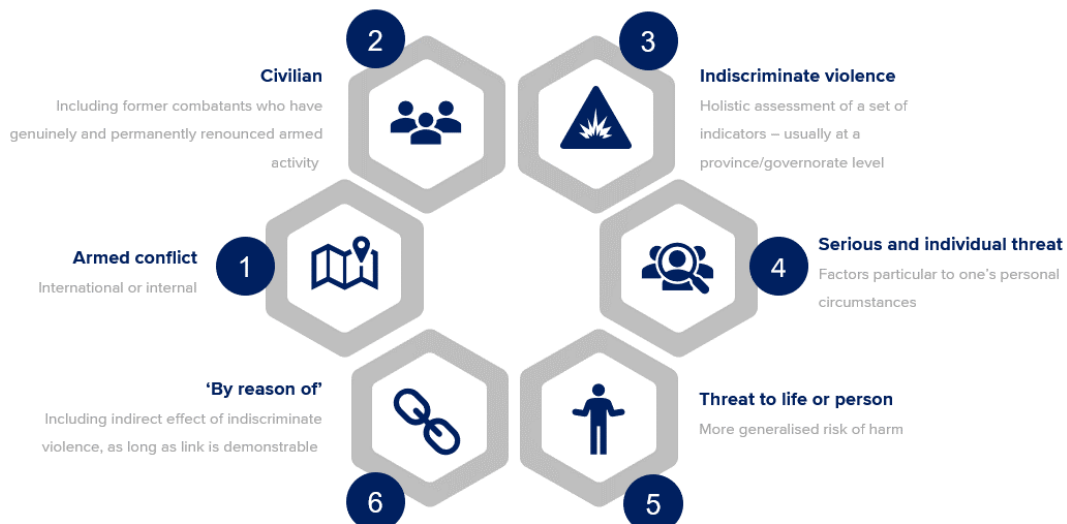 1
Armed conflict
International or internal
2
Civilian
Including former combatants who have
genuinely and permanently renounced armed
activity
3
Indiscriminate violence
Holistic assessment of a set of
indicators – usually at a
province/governorate level
4
Serious and individual threat
Factors particular to one's personal
circumstances
5
Threat to life or person
More generalised risk of harm
6
‘By reason of’
Including indirect effect of indiscriminate
violence, as long as link is demonstrable